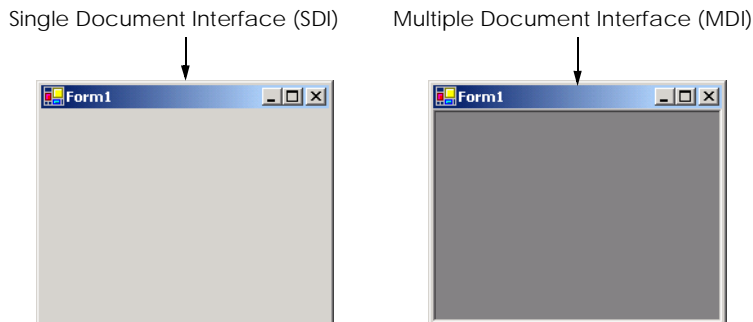 Single Document Interface (SDI)
Multiple Document Interface (MDI)
Form1
Form1